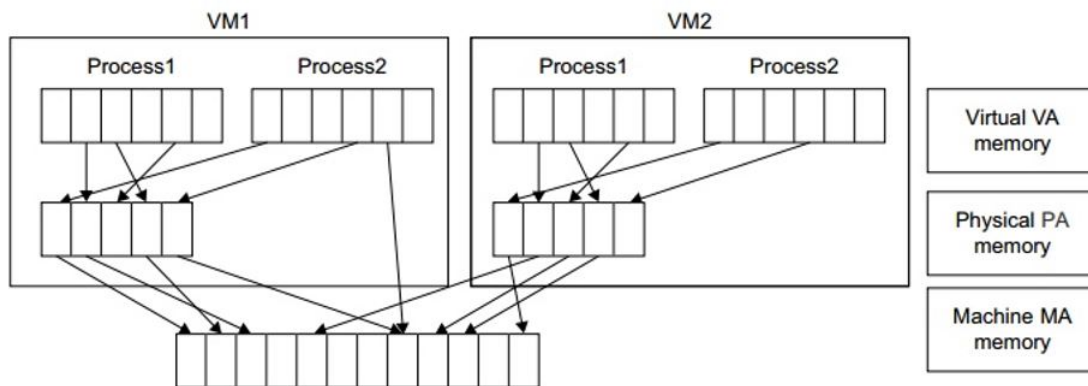 VM1
VM2
Process1
Process2
Process1
Process2
Virtual VA
memory
Physical PA
memory
Machine MA
memory